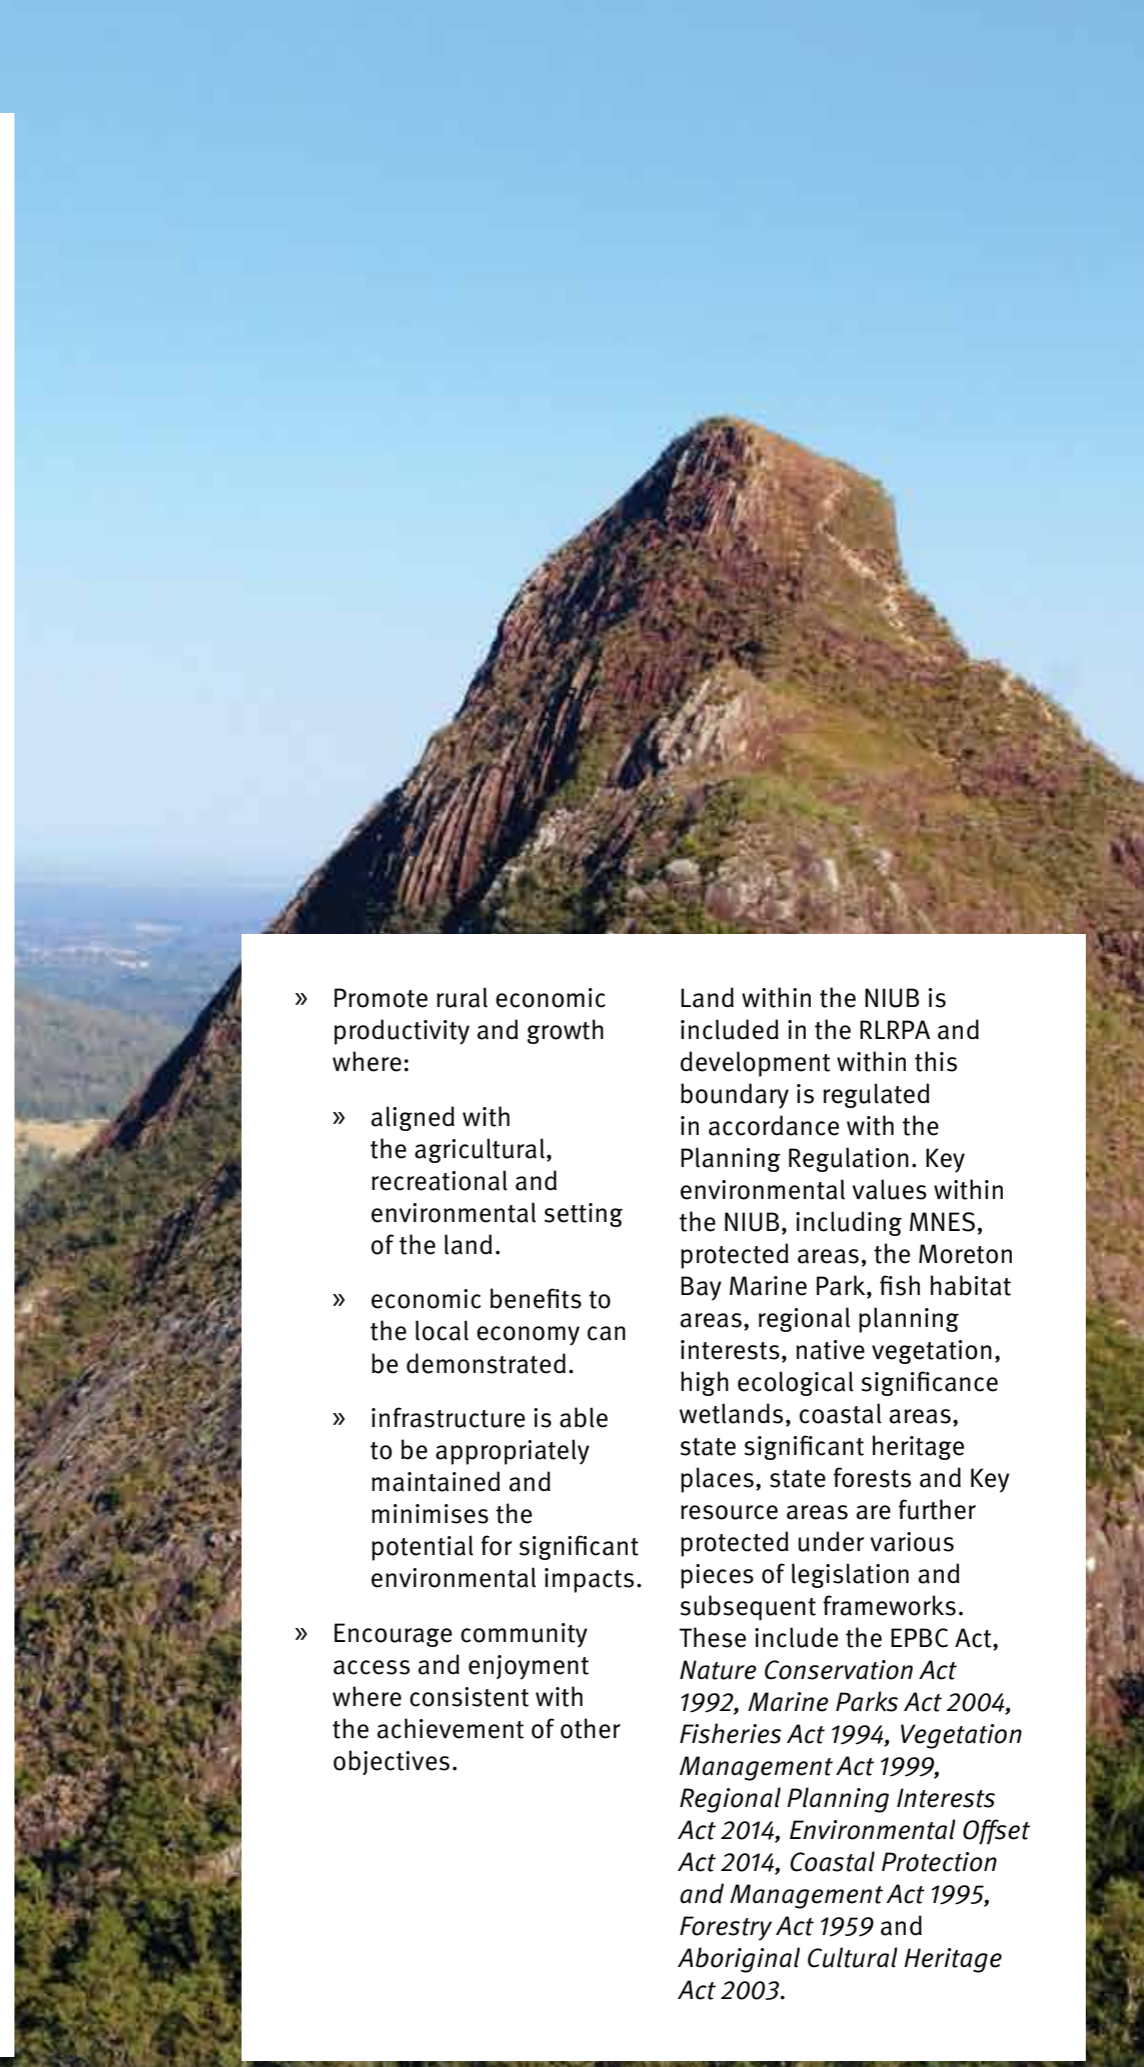 » Promote rural economic
productivity and growth
where:
» aligned with
the agricultural,
recreational and
environmental setting
of the land.
» economic benefits to
the local economy can
be demonstrated.
» infrastructure is able
to be appropriately
maintained and
minimises the
potential for significant
environmental impacts.
» Encourage community
access and enjoyment
where consistent with
the achievement of other
objectives.
Land within the NIUB is
included in the RLRPA and
development within this
boundary is regulated
in accordance with the
Planning Regulation. Key
environmental values within
the NIUB, including MNES,
protected areas, the Moreton
Bay Marine Park, fish habitat
areas, regional planning
interests, native vegetation,
high ecological significance
wetlands, coastal areas,
state significant heritage
places, state forests and Key
resource areas are further
protected under various
pieces of legislation and
subsequent frameworks.
These include the EPBC Act,
Nature Conservation Act
1992, Marine Parks Act 2004,
Fisheries Act 1994, Vegetation
Management Act 1999,
Regional Planning Interests
Act 2014, Environmental Offset
Act 2014, Coastal Protection
and Management Act 1995,
Forestry Act 1959 and
Aboriginal Cultural Heritage
Act 2003.